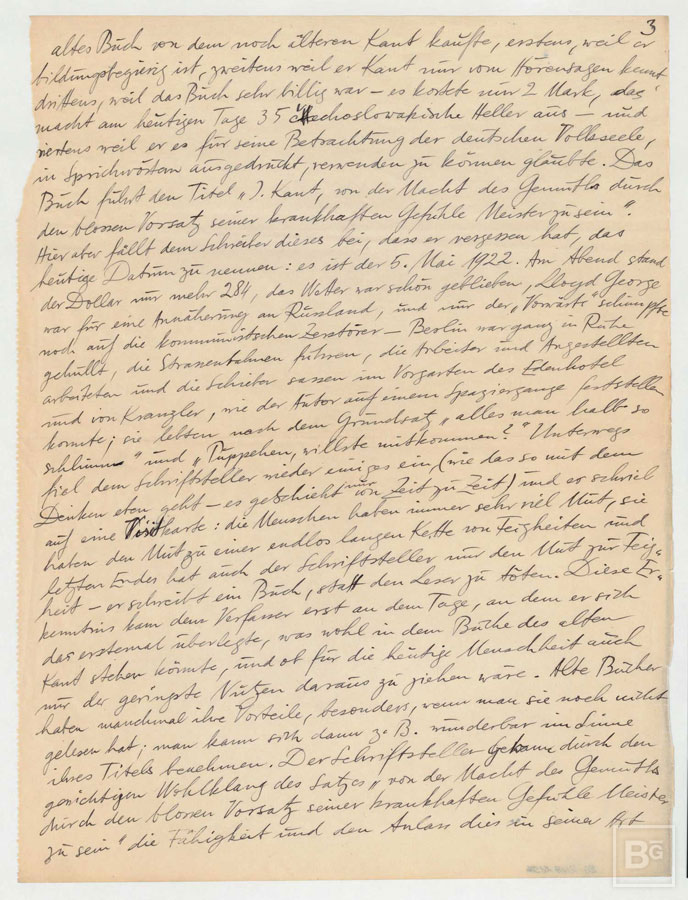 3
altes Buch von dem noch älteren Kant kaufte, erstens, weil er
bildungsbegierig ist, zweitens weil er Kant nur vom Hörensagen kennt
drittens, weil das Buch sehr billig war – es kostete nur 2 Mark, das
macht am heutigen Tage 35 tschechoslowakische Heller aus – und
viertens weil er es für seine Betrachtung der deutschen Volksseele,
in Sprichwörtern ausgedrückt, verwenden zu können glaubte. Das
Buch führt den Titel „I. Kant, von der Macht des Gemüths durch
den blossen Vorsatz seiner krankhaften Gefühle Meister zu sein“.
Hier aber fällt dem Schreiber dieses bei, dass er vergessen hat, das
heutige Datum zu nennen: es ist der 5. Mai 1922. Am Abend stand
der Dollar nur mehr 284, das Wetter war schön geblieben, Lloyd George
war für eine Annäherung an Russland, und nur der „Vorwärts“ schimpfte
noch auf die kommunistischen Zerstörer – Berlin war ganz in Ruhe
gehüllt, die Strassenbahnen fuhren, die Arbeiter und Angestellten
arbeiteten und die Schieber sassen im Vorgarten des Edenhotel
und von Kranzler, wie der Autor auf einem Spaziergange feststellen
konnte; sie lebten nach dem Grundsatz „alles man halb so
schlimm“ und „Puppchen, willste mitkommen?“ Unterwegs
fiel dem Schriftsteller wieder einiges ein, (wie das so mit dem
Denken eben geht – es geschieht nur von Zeit zu Zeit) und er schrieb
auf eine Visitkarte: die Menschen haben immer sehr viel Mut, sie
haben den Mut zu einer endlos langen Kette von Feigheiten und
letzten Endes hat auch der Schriftsteller nur den Mut zur Feig-
heit – er schreibt ein Buch, statt den Leser zu töten. Diese Er-
kenntnis kam dem Verfasser erst an dem Tage, an dem er sich
das erstemal überlegte, was wohl in dem Buche des alten
Kant stehen könnte, und ob für die heutige Menschheit auch
nur der geringste Nutzen daraus zu ziehen wäre. Alte Bücher
haben manchmal ihre Vorteile, besonders, wenn man sie noch nicht
gelesen hat; man kann sich dann z. B. wunderbar im Sinne
ihres Titels benehmen. Der Schriftsteller bekam durch den
gewichtigen Wohlklang des Satzes „von der Macht des Gemüths
durch den blossen Vorsatz seiner krankhaften Gefühle Meister
zu sein“ die Fähigkeit und den Anlass dies in seiner Art
BG